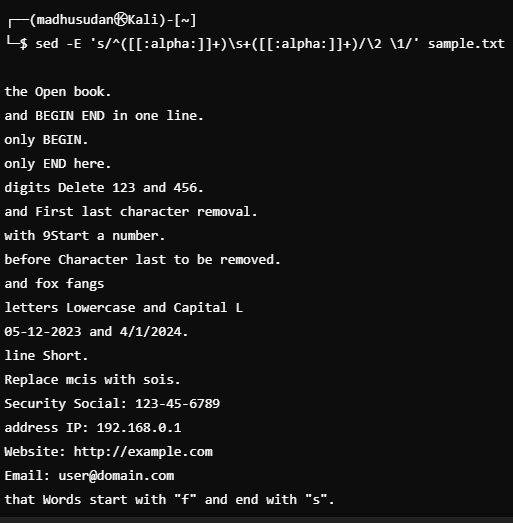 ┌──(madhusudan㉿Kali)-[~]
└─$ sed -E 's/^([[:alpha:]]+)\s+([[:alpha:]]+)/\2 \1/' sample.txt
the Open book.
and BEGIN END in one line.
only BEGIN.
only END here.
digits Delete 123 and 456.
and First last character removal.
with 9Start a number.
before Character last to be removed.
and fox fangs
letters Lowercase and Capital L
05-12-2023 and 4/1/2024.
line Short.
Replace mcis with sois.
Security Social: 123-45-6789
address IP: 192.168.0.1
Website: http://example.com
Email: user@domain.com
that Words start with "f" and end with "s".